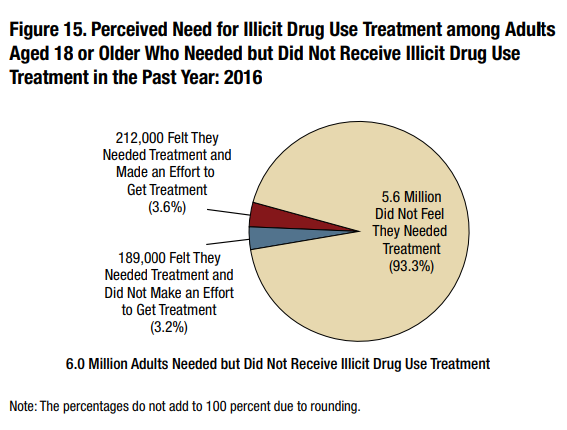 Figure 15. Perceived Need for Illicit Drug Use Treatment among Adults
Aged 18 or Older Who Needed but Did Not Receive Illicit Drug Use
Treatment in the Past Year: 2016
212,000 Felt They
Needed Treatment and
Made an Effort to
Get Treatment
(3.6%)
5.6 Million
Did Not Feel
They Needed
Treatment
(93.3%)
189,000 Felt They
Needed Treatment and
Did Not Make an Effort
to Get Treatment
(3.2%)
6.0 Million Adults Needed but Did Not Receive Illicit Drug Use Treatment
Note: The percentages do not add to 100 percent due to rounding.